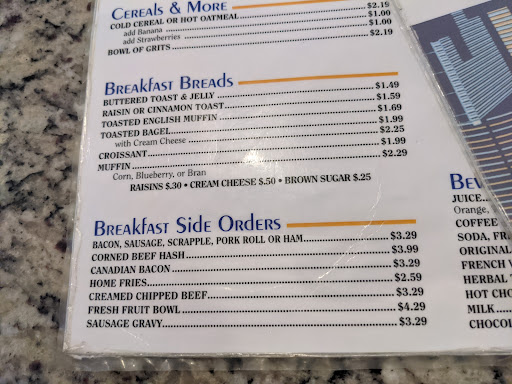 CEREALS & MORE
COLD CEREAL OR HOT OATMEAL $2.19
add Banana $1.00
add Strawberries $1.00
BOWL OF GRITS $2.19
BREAKFAST BREADS
BUTTERED TOAST & JELLY $1.49
RAISIN OR CINNAMON TOAST $1.59
TOASTED ENGLISH MUFFIN $1.69
TOASTED BAGEL $1.99
with Cream Cheese $2.25
CROISSANT $1.99
MUFFIN $2.29
Corn, Blueberry, or Bran
RAISINS $.30 • CREAM CHEESE $.50 • BROWN SUGAR $.25
BREAKFAST SIDE ORDERS
BACON, SAUSAGE, SCRAPPLE, PORK ROLL OR HAM $3.29
CORNED BEEF HASH $3.99
CANADIAN BACON $3.29
HOME FRIES $2.59
CREAMED CHIPPED BEEF $3.29
FRESH FRUIT BOWL $4.29
SAUSAGE GRAVY $3.29
BEV
JUICE
Orange,
COFFEE
SODA, FR
ORIGINAL
FRENCH V
HERBAL T
HOT CHO
MILK
CHOCOL